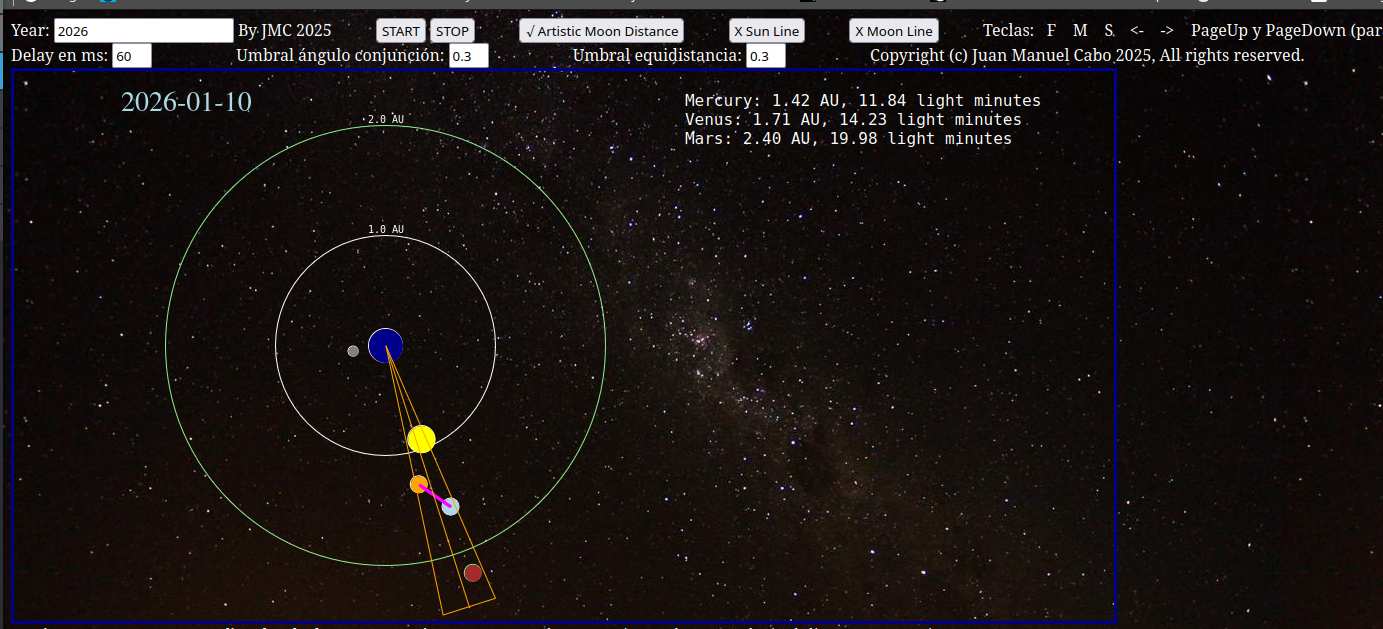 Year: 2026 By JMC 2025 START STOP √ Artistic Moon Distance X Sun Line X Moon Line Teclas: F M S <- -> PageUp y PageDown (par
Delay en ms: 60 Umbral ángulo conjunción: 0.3 Umbral equidistancia: 0.3 Copyright (c) Juan Manuel Cabo 2025, All rights reserved.
2026-01-10
Mercury: 1.42 AU, 11.84 light minutes
Venus: 1.71 AU, 14.23 light minutes
Mars: 2.40 AU, 19.98 light minutes
2.0 AU
1.0 AU